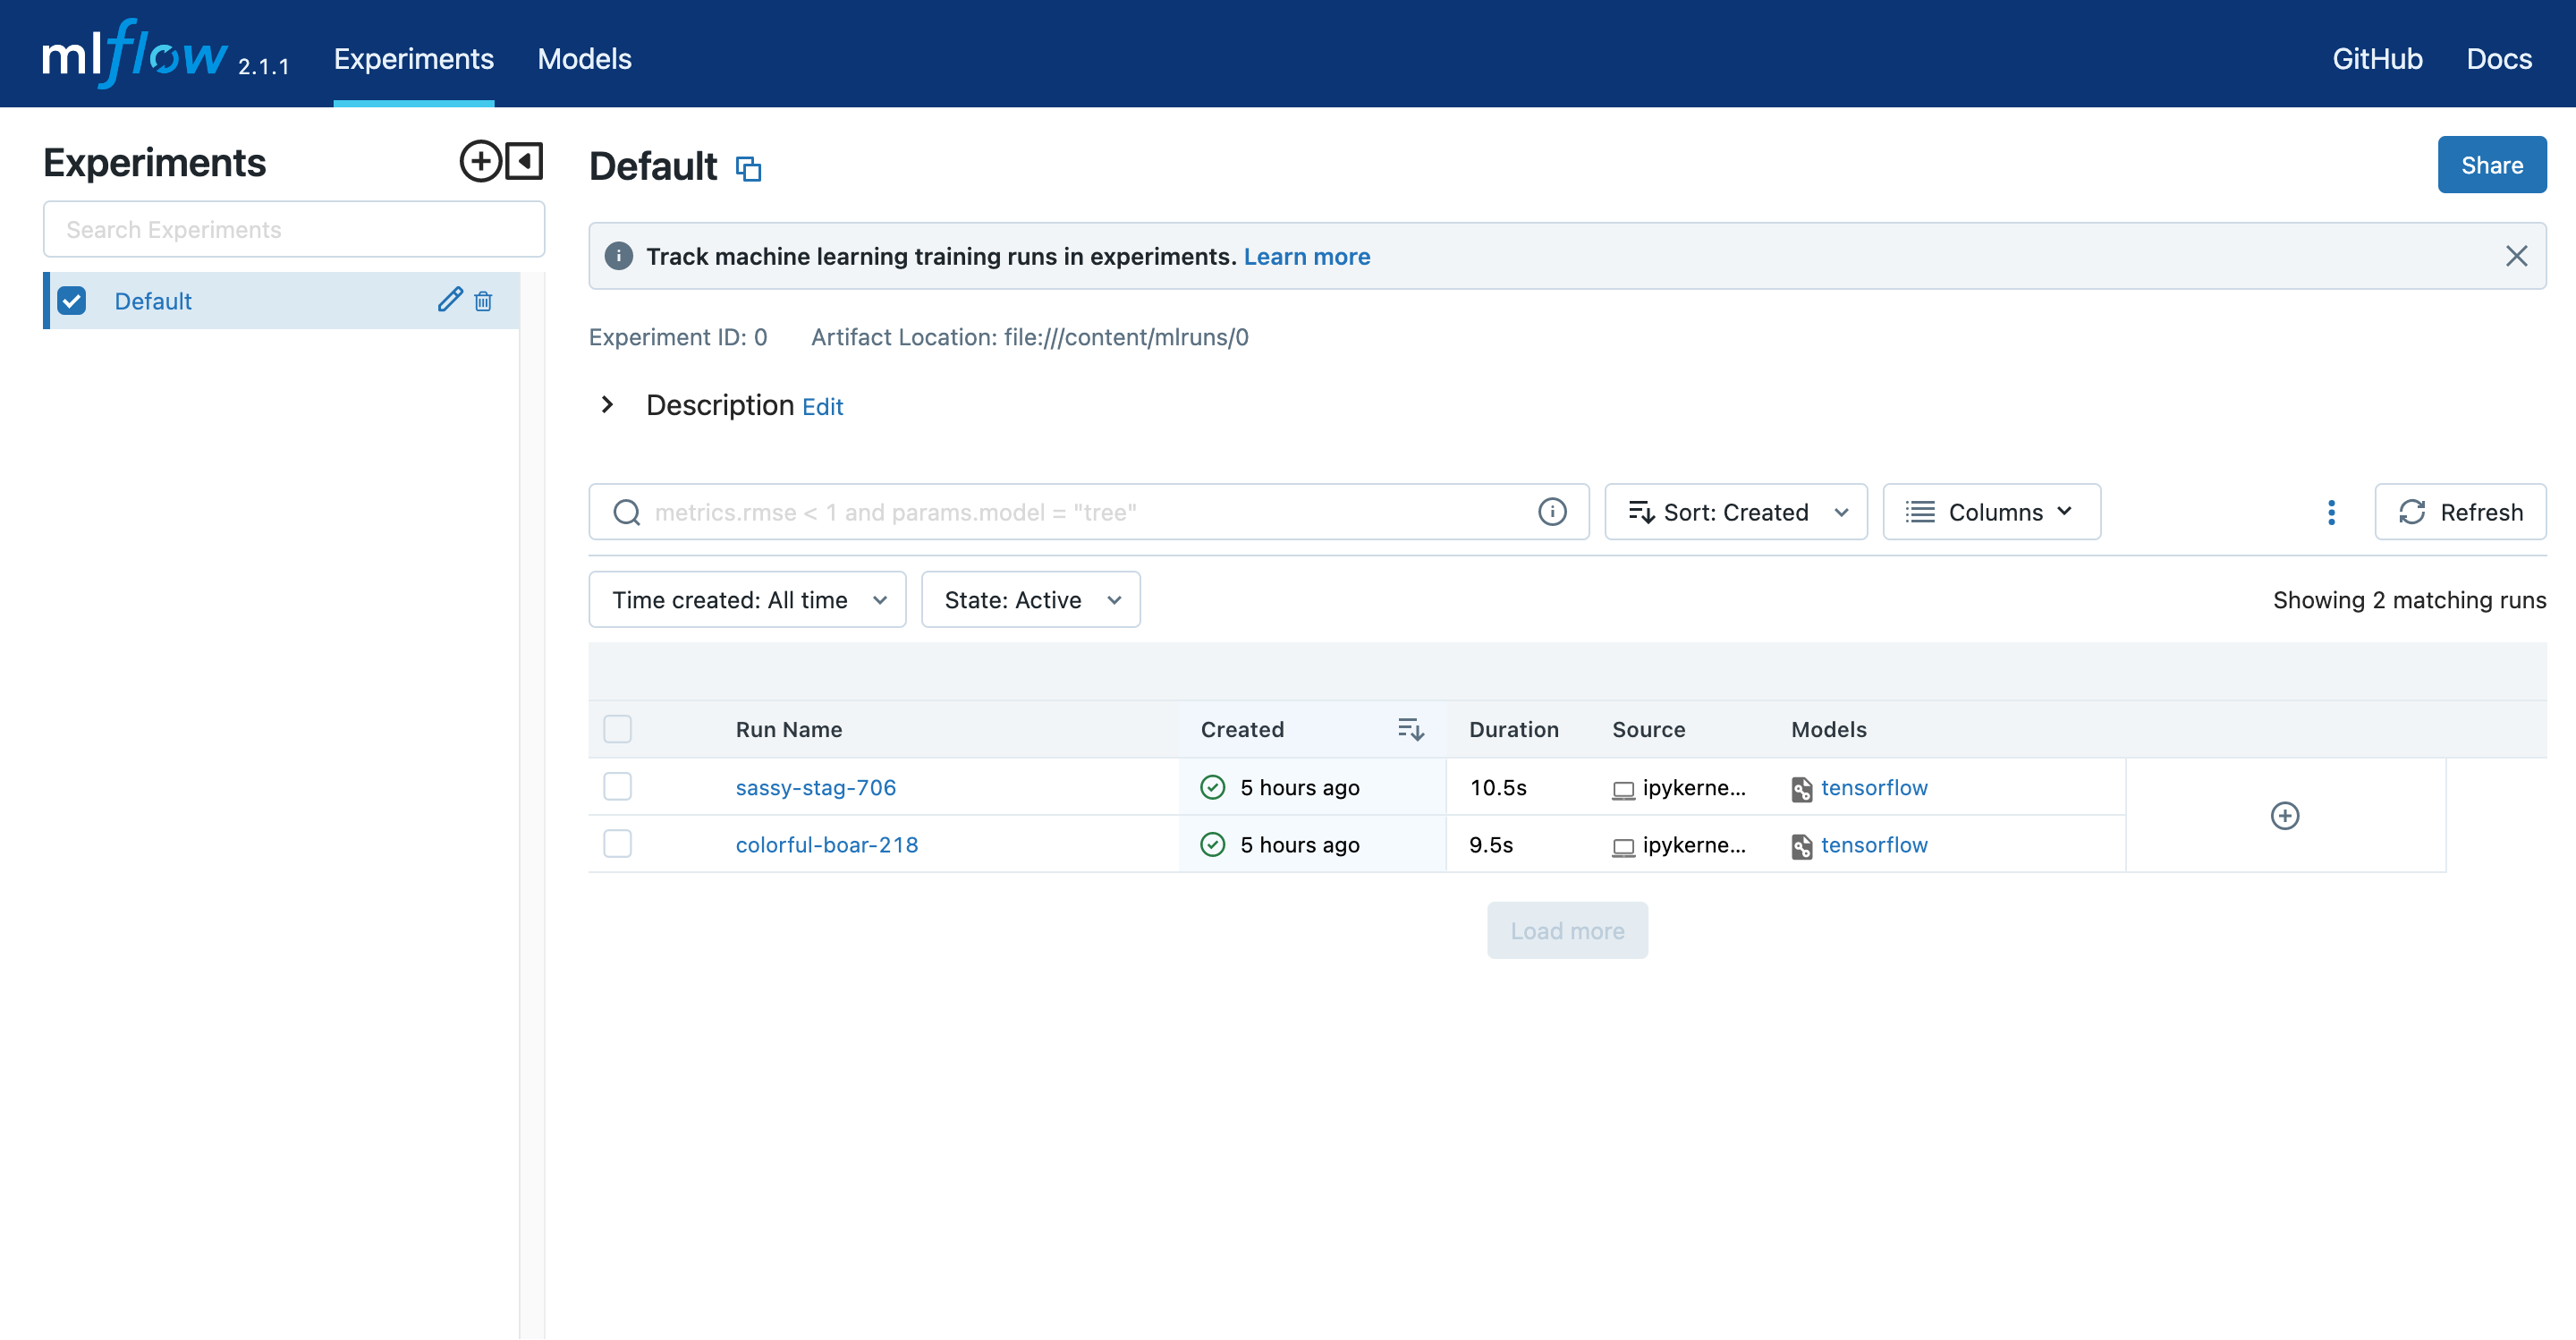 mlflow 2.1.1 Experiments Models GitHub Docs
Experiments
Search Experiments
Default
Default
Share
Track machine learning training runs in experiments. Learn more
Experiment ID: 0 Artifact Location: file:///content/mlruns/0
Description Edit
metrics.rmse < 1 and params.model = "tree" Sort: Created Columns Refresh
Time created: All time State: Active Showing 2 matching runs
Run Name Created Duration Source Models
sassy-stag-706 5 hours ago 10.5s ipykerne... tensorflow
colorful-boar-218 5 hours ago 9.5s ipykerne... tensorflow
Load more